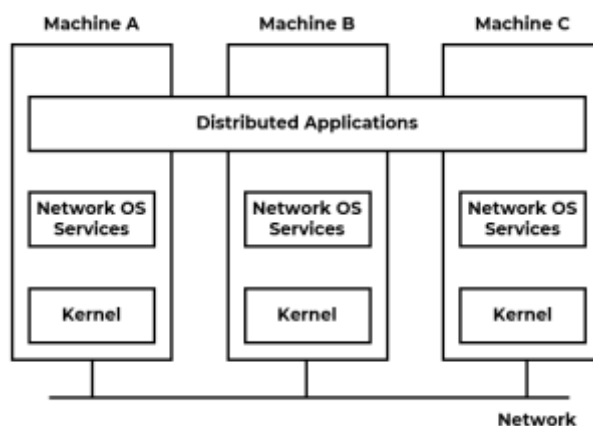 Machine A
Machine B
Machine C
Distributed Applications
Network OS
Services
Network OS
Services
Network OS
Services
Kernel
Kernel
Kernel
Network